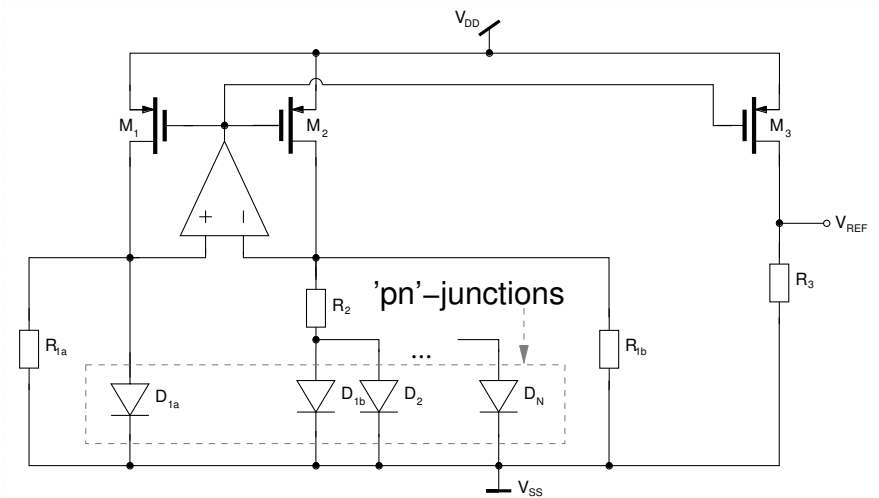 V_DD
M_1
M_2
M_3
+
−
V_REF
'pn'−junctions
R_2
R_3
R_1a
R_1b
...
D_1a
D_1b
D_2
D_N
V_SS